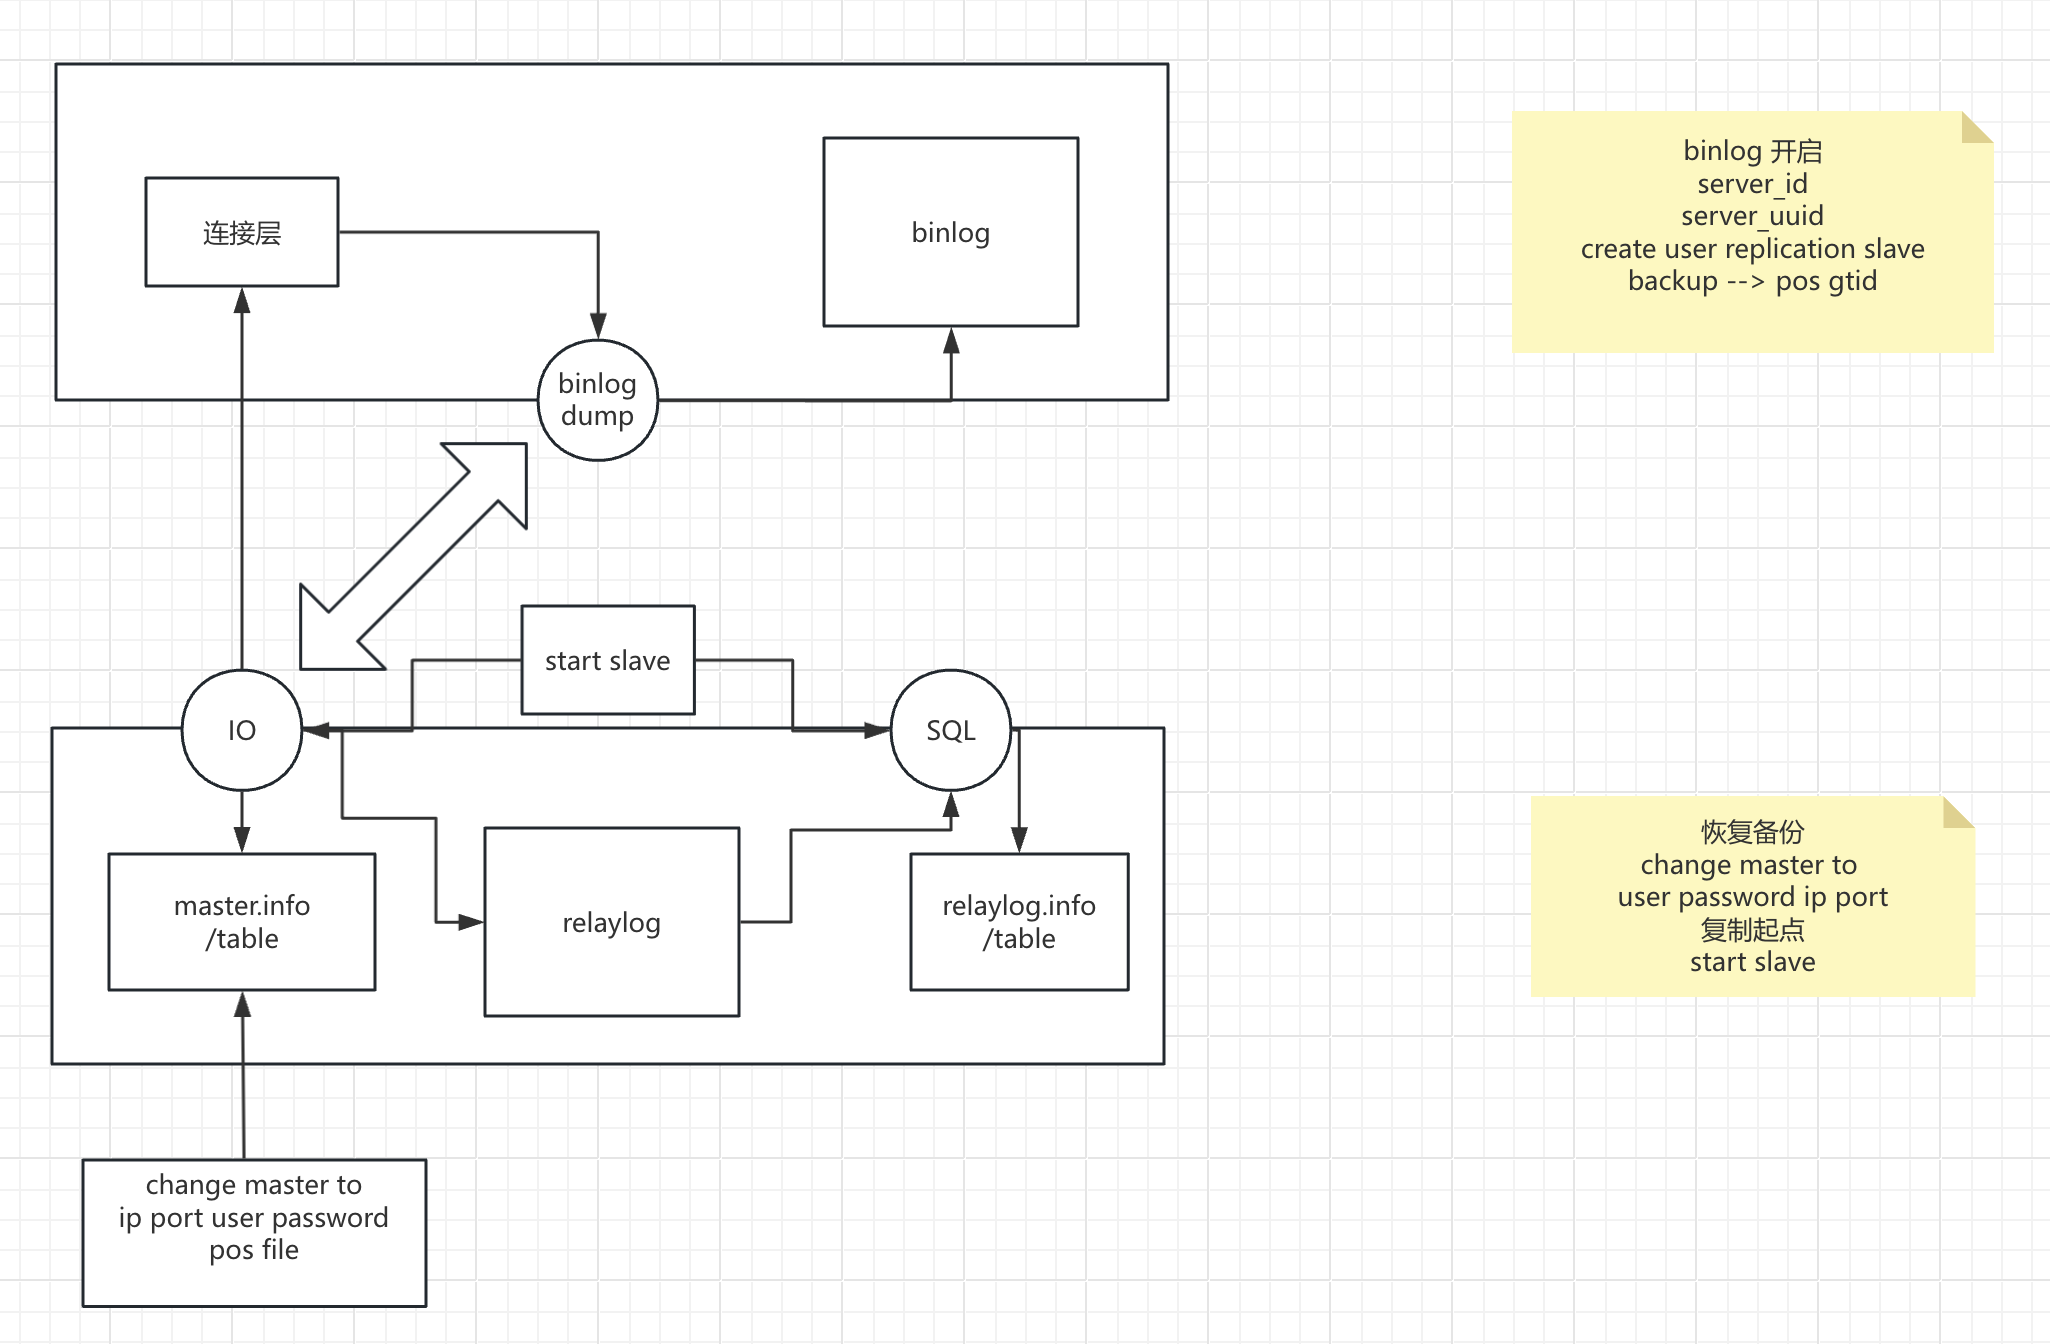 连接层
binlog
binlog
dump
binlog 开启
server_id
server_uuid
create user replication slave
backup --> pos gtid
start slave
IO
SQL
master.info
/table
relaylog
relaylog.info
/table
恢复备份
change master to
user password ip port
复制起点
start slave
change master to
ip port user password
pos file